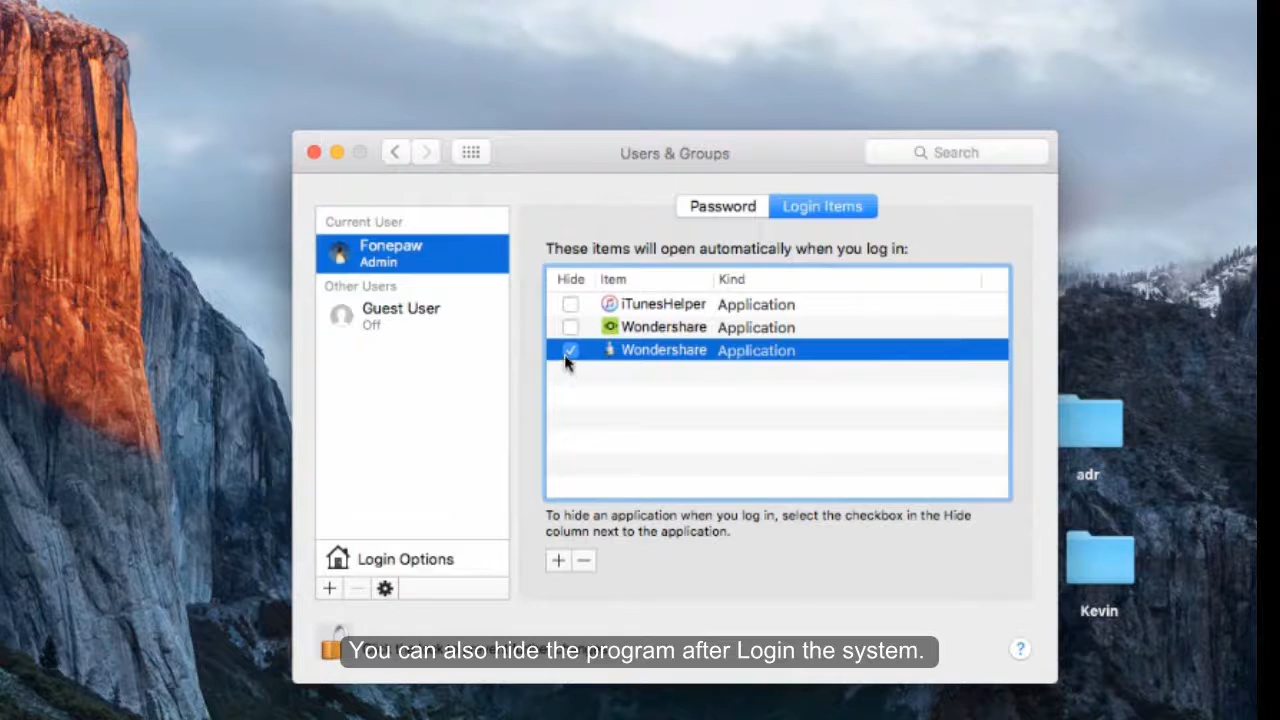 Users & Groups
Search
Password
Login Items
Current User
Fonepaw
Admin
Other Users
Guest User
Off
Login Options
These items will open automatically when you log in:
Hide Item Kind
iTunesHelper Application
Wondershare Application
Wondershare Application
To hide an application when you log in, select the checkbox in the Hide
column next to the application.
adr
Kevin
You can also hide the program after Login the system.
?